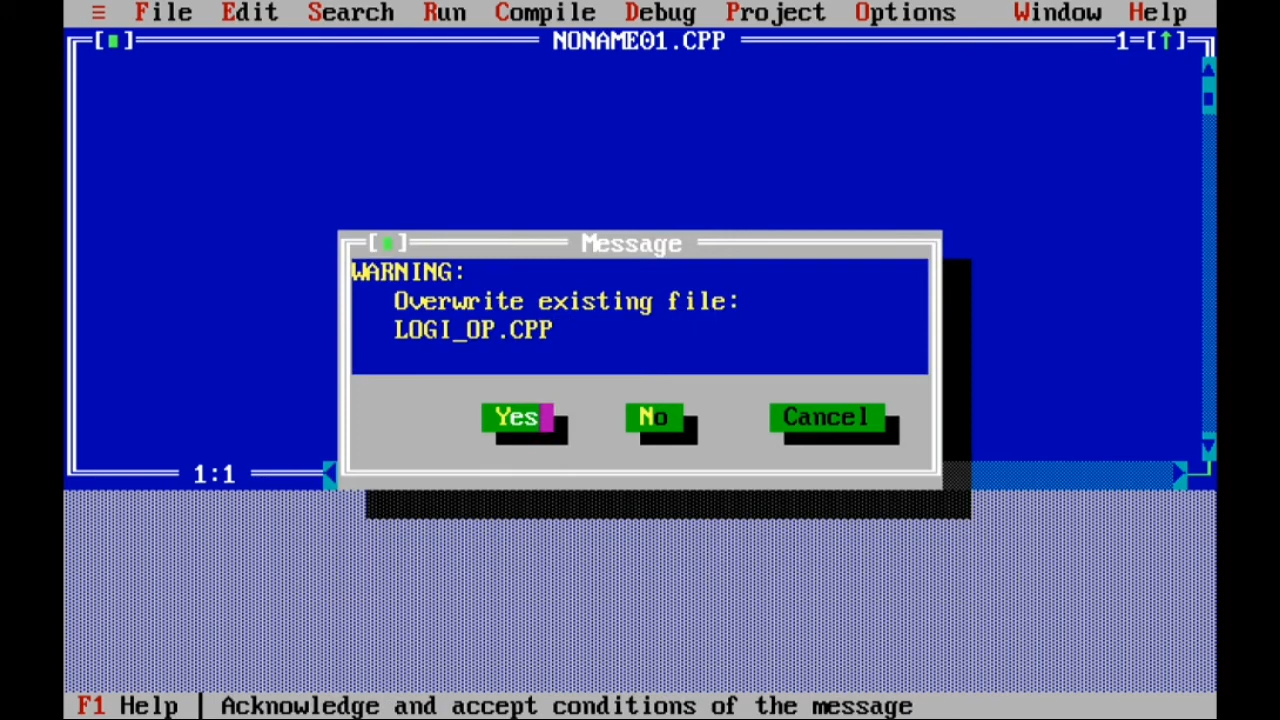 ≡ File Edit Search Run Compile Debug Project Options Window Help
[■] NONAME01.CPP 1=[↑]
[■] Message
WARNING:
Overwrite existing file:
LOGI_OP.CPP
Yes No Cancel
1:1
F1 Help | Acknowledge and accept conditions of the message